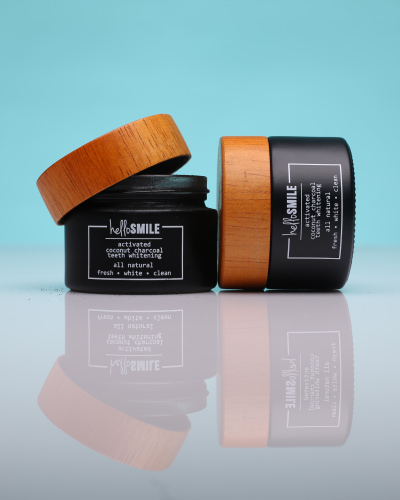 helloSMILE
activated
coconut charcoal
teeth whitening
all natural
fresh • white • clean
helloSMILE
activated
coconut charcoal
teeth whitening
all natural
fresh • white • clean